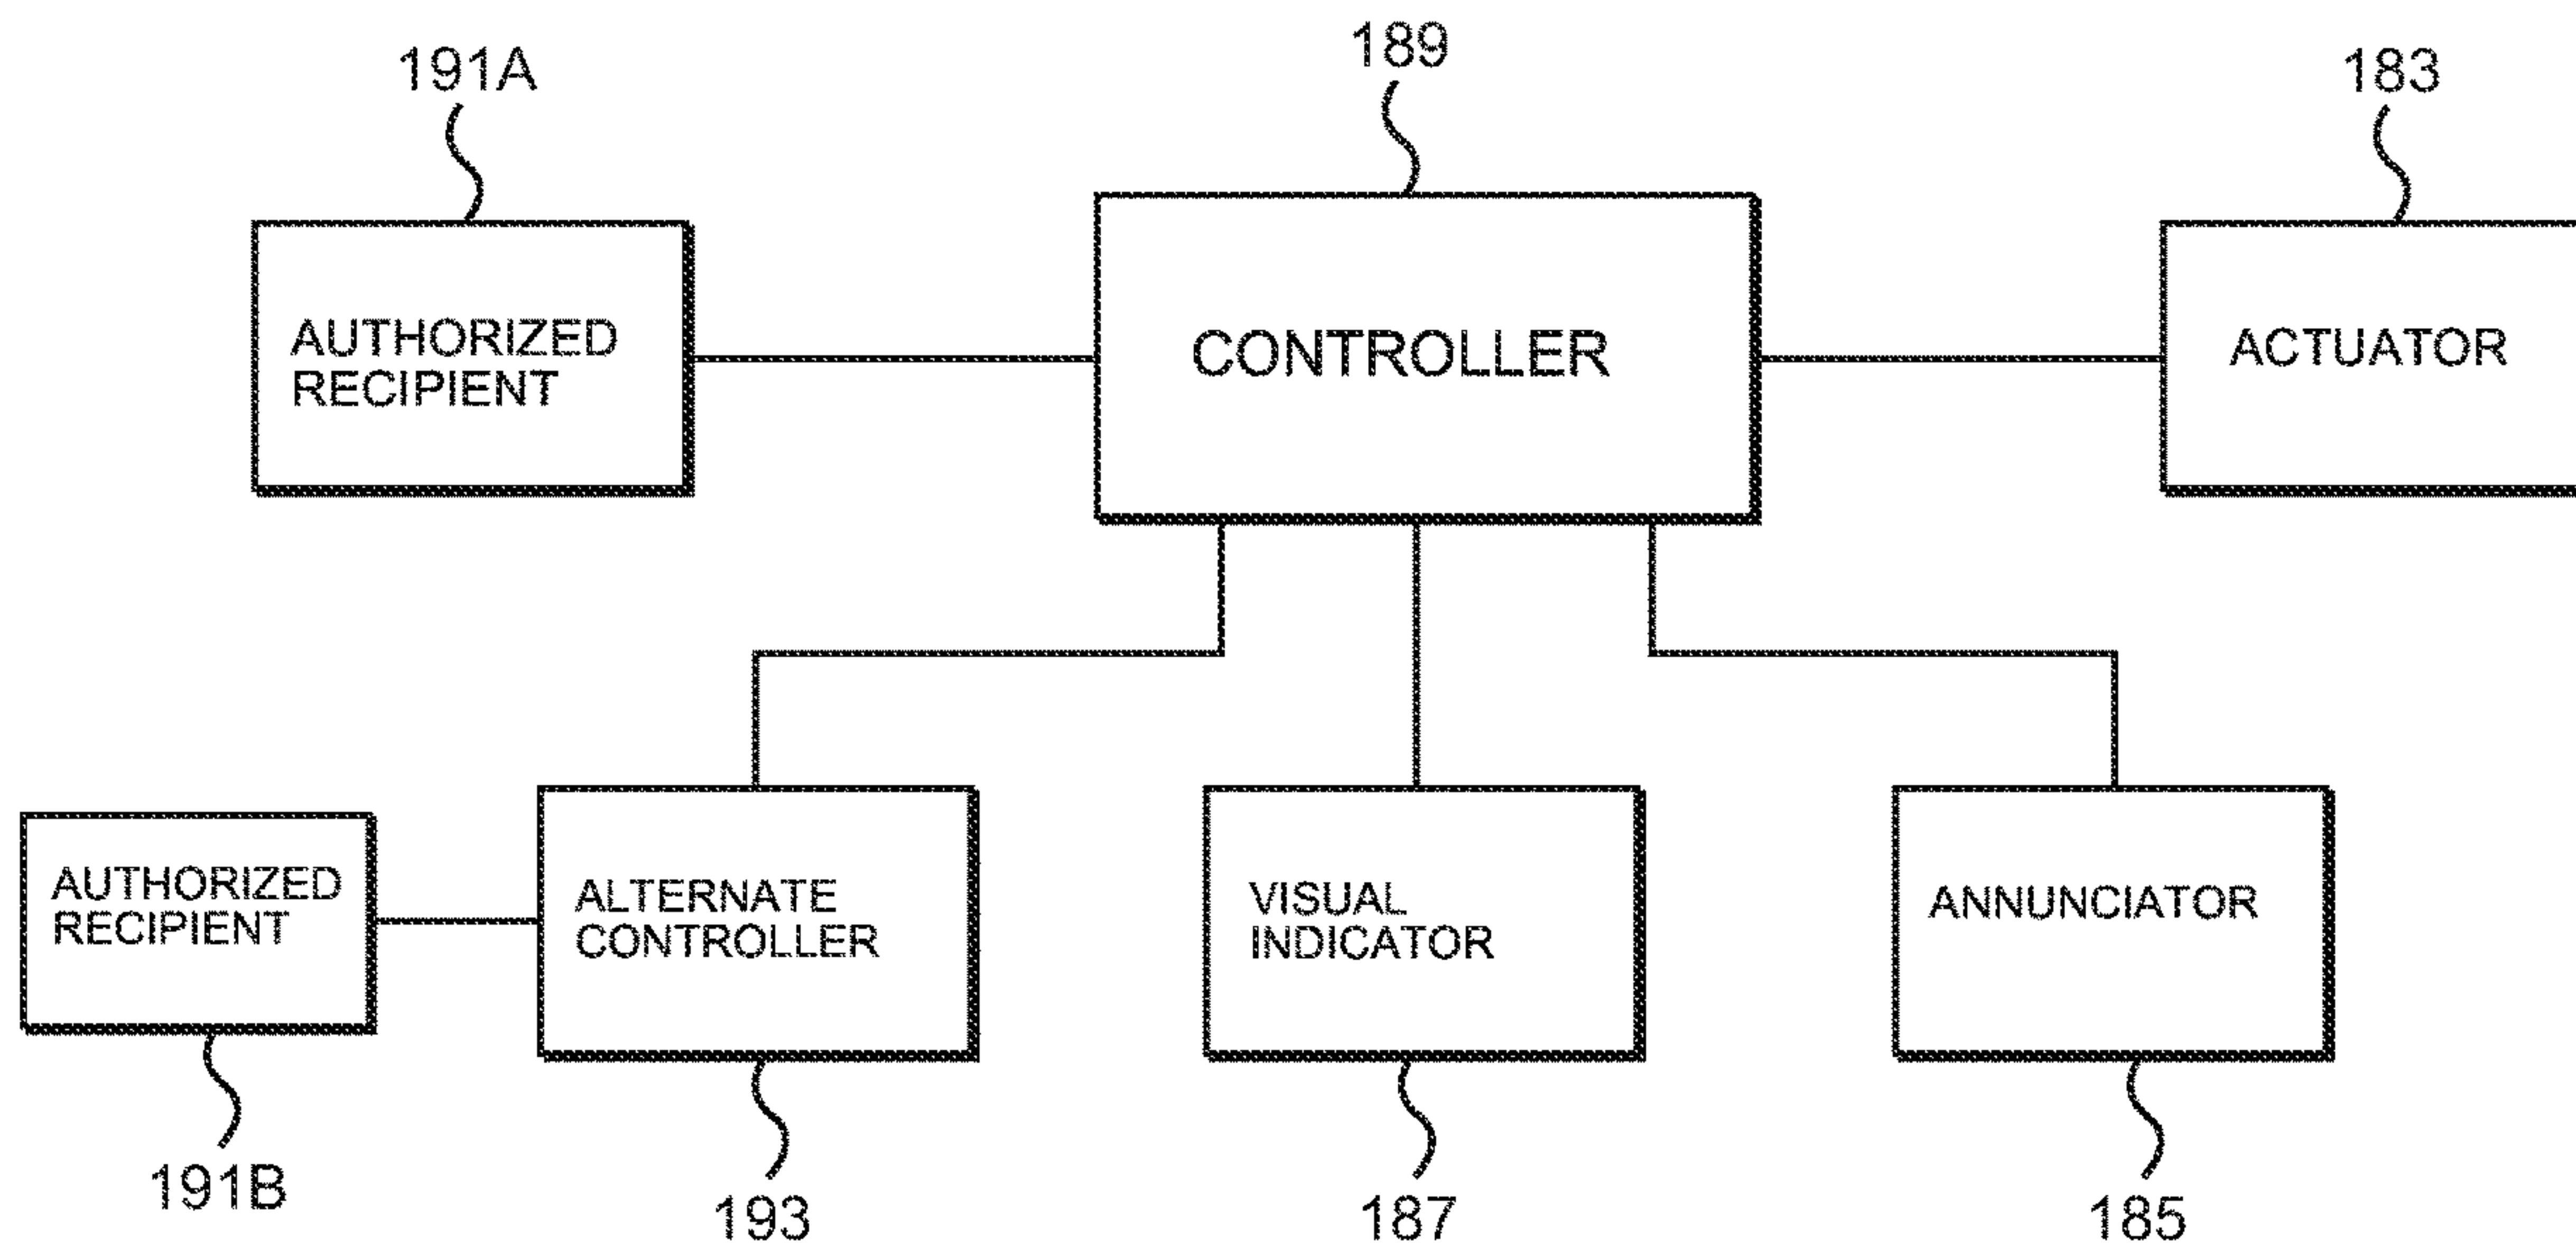 191A
189
183
AUTHORIZED
RECIPIENT
CONTROLLER
ACTUATOR
AUTHORIZED
RECIPIENT
ALTERNATE
CONTROLLER
VISUAL
INDICATOR
ANNUNCIATOR
191B
193
187
185